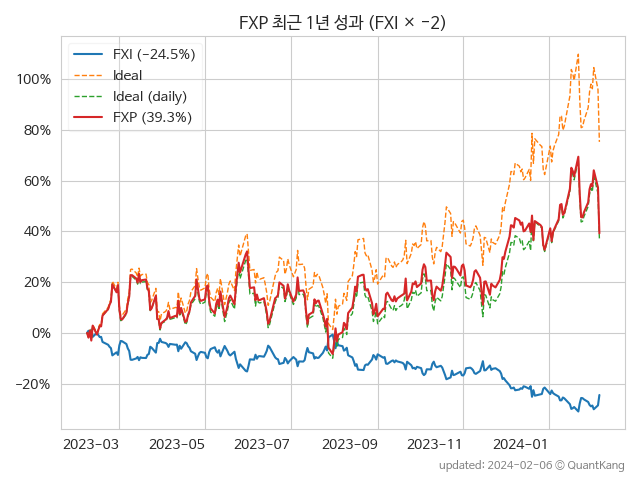 FXP 최근 1년 성과 (FXI × −2)
FXI (−24.5%)
Ideal
Ideal (daily)
FXP (39.3%)
100%
80%
60%
40%
20%
0%
−20%
2023-03
2023-05
2023-07
2023-09
2023-11
2024-01
updated: 2024-02-06 ⓒ QuantKang